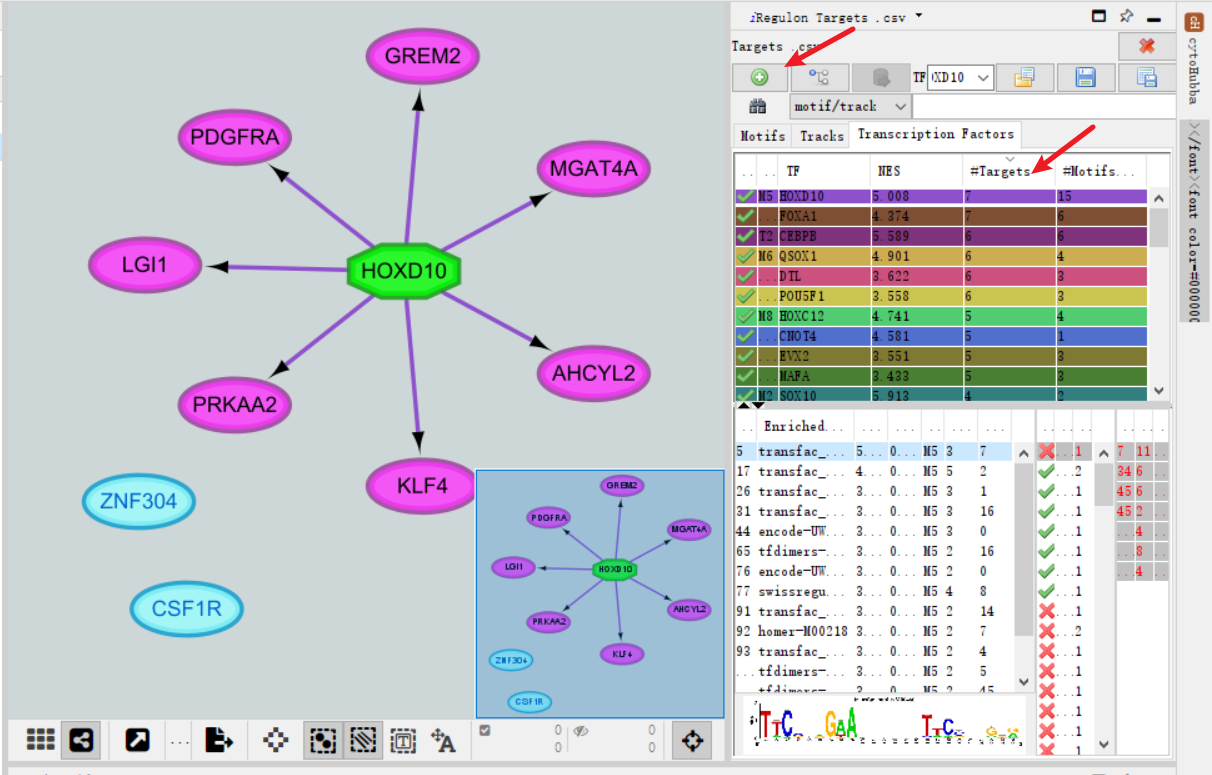 GREM2
PDGFRA
MGAT4A
LGI1
HOXD10
AHCYL2
PRKAA2
KLF4
ZNF304
CSF1R
GREM2
PDGFRA
MGAT4A
LGI1
HOXD10
AHCYL2
PRKAA2
KLF4
ZNF304
CSF1R
0 0
0 0
iRegulon Targets .csv
Targets .csv
TF XD10
motif/track
Motifs Tracks Transcription Factors
.. .. TF NES #Targets #Motifs...
M5 HOXD10 5.008 7 15
... FOXA1 4.374 7 6
T2 CEBPB 5.589 6 6
M6 QSOX1 4.901 6 4
... DTL 3.622 6 3
... POU5F1 3.558 6 3
M8 HOXC12 4.741 5 4
... CNOT4 4.581 5 1
... EVX2 3.551 5 3
... MAFA 3.433 5 3
M2 SOX10 5.913 4 2
.. Enriched... ... ... ... ... ...
5 transfac_... 5... 0... M5 3 7 ... 1 7 11
17 transfac_... 4... 0... M5 5 2 ...2 34 6
26 transfac_... 3... 0... M5 3 1 ...1 45 6
31 transfac_... 3... 0... M5 3 16 ...1 45 2
44 encode-UW... 3... 0... M5 3 0 ...1 ... 4
65 tfdimers-... 3... 0... M5 2 16 ...1 ... 8
76 encode-UW... 3... 0... M5 2 0 ...1 ... 4
77 swissregu... 3... 0... M5 4 8 ...1
91 transfac_... 3... 0... M5 2 14 ...1
92 homer-M00218 3... 0... M5 2 7 ...2
93 transfac_... 3... 0... M5 2 4 ...1
... tfdimers-... 3... 0... M5 2 5 ...1
... tfdimers-... 3... 0... M5 2 45 ...1
...1
...1
...1
cytoHubba
></font><font color=#000000